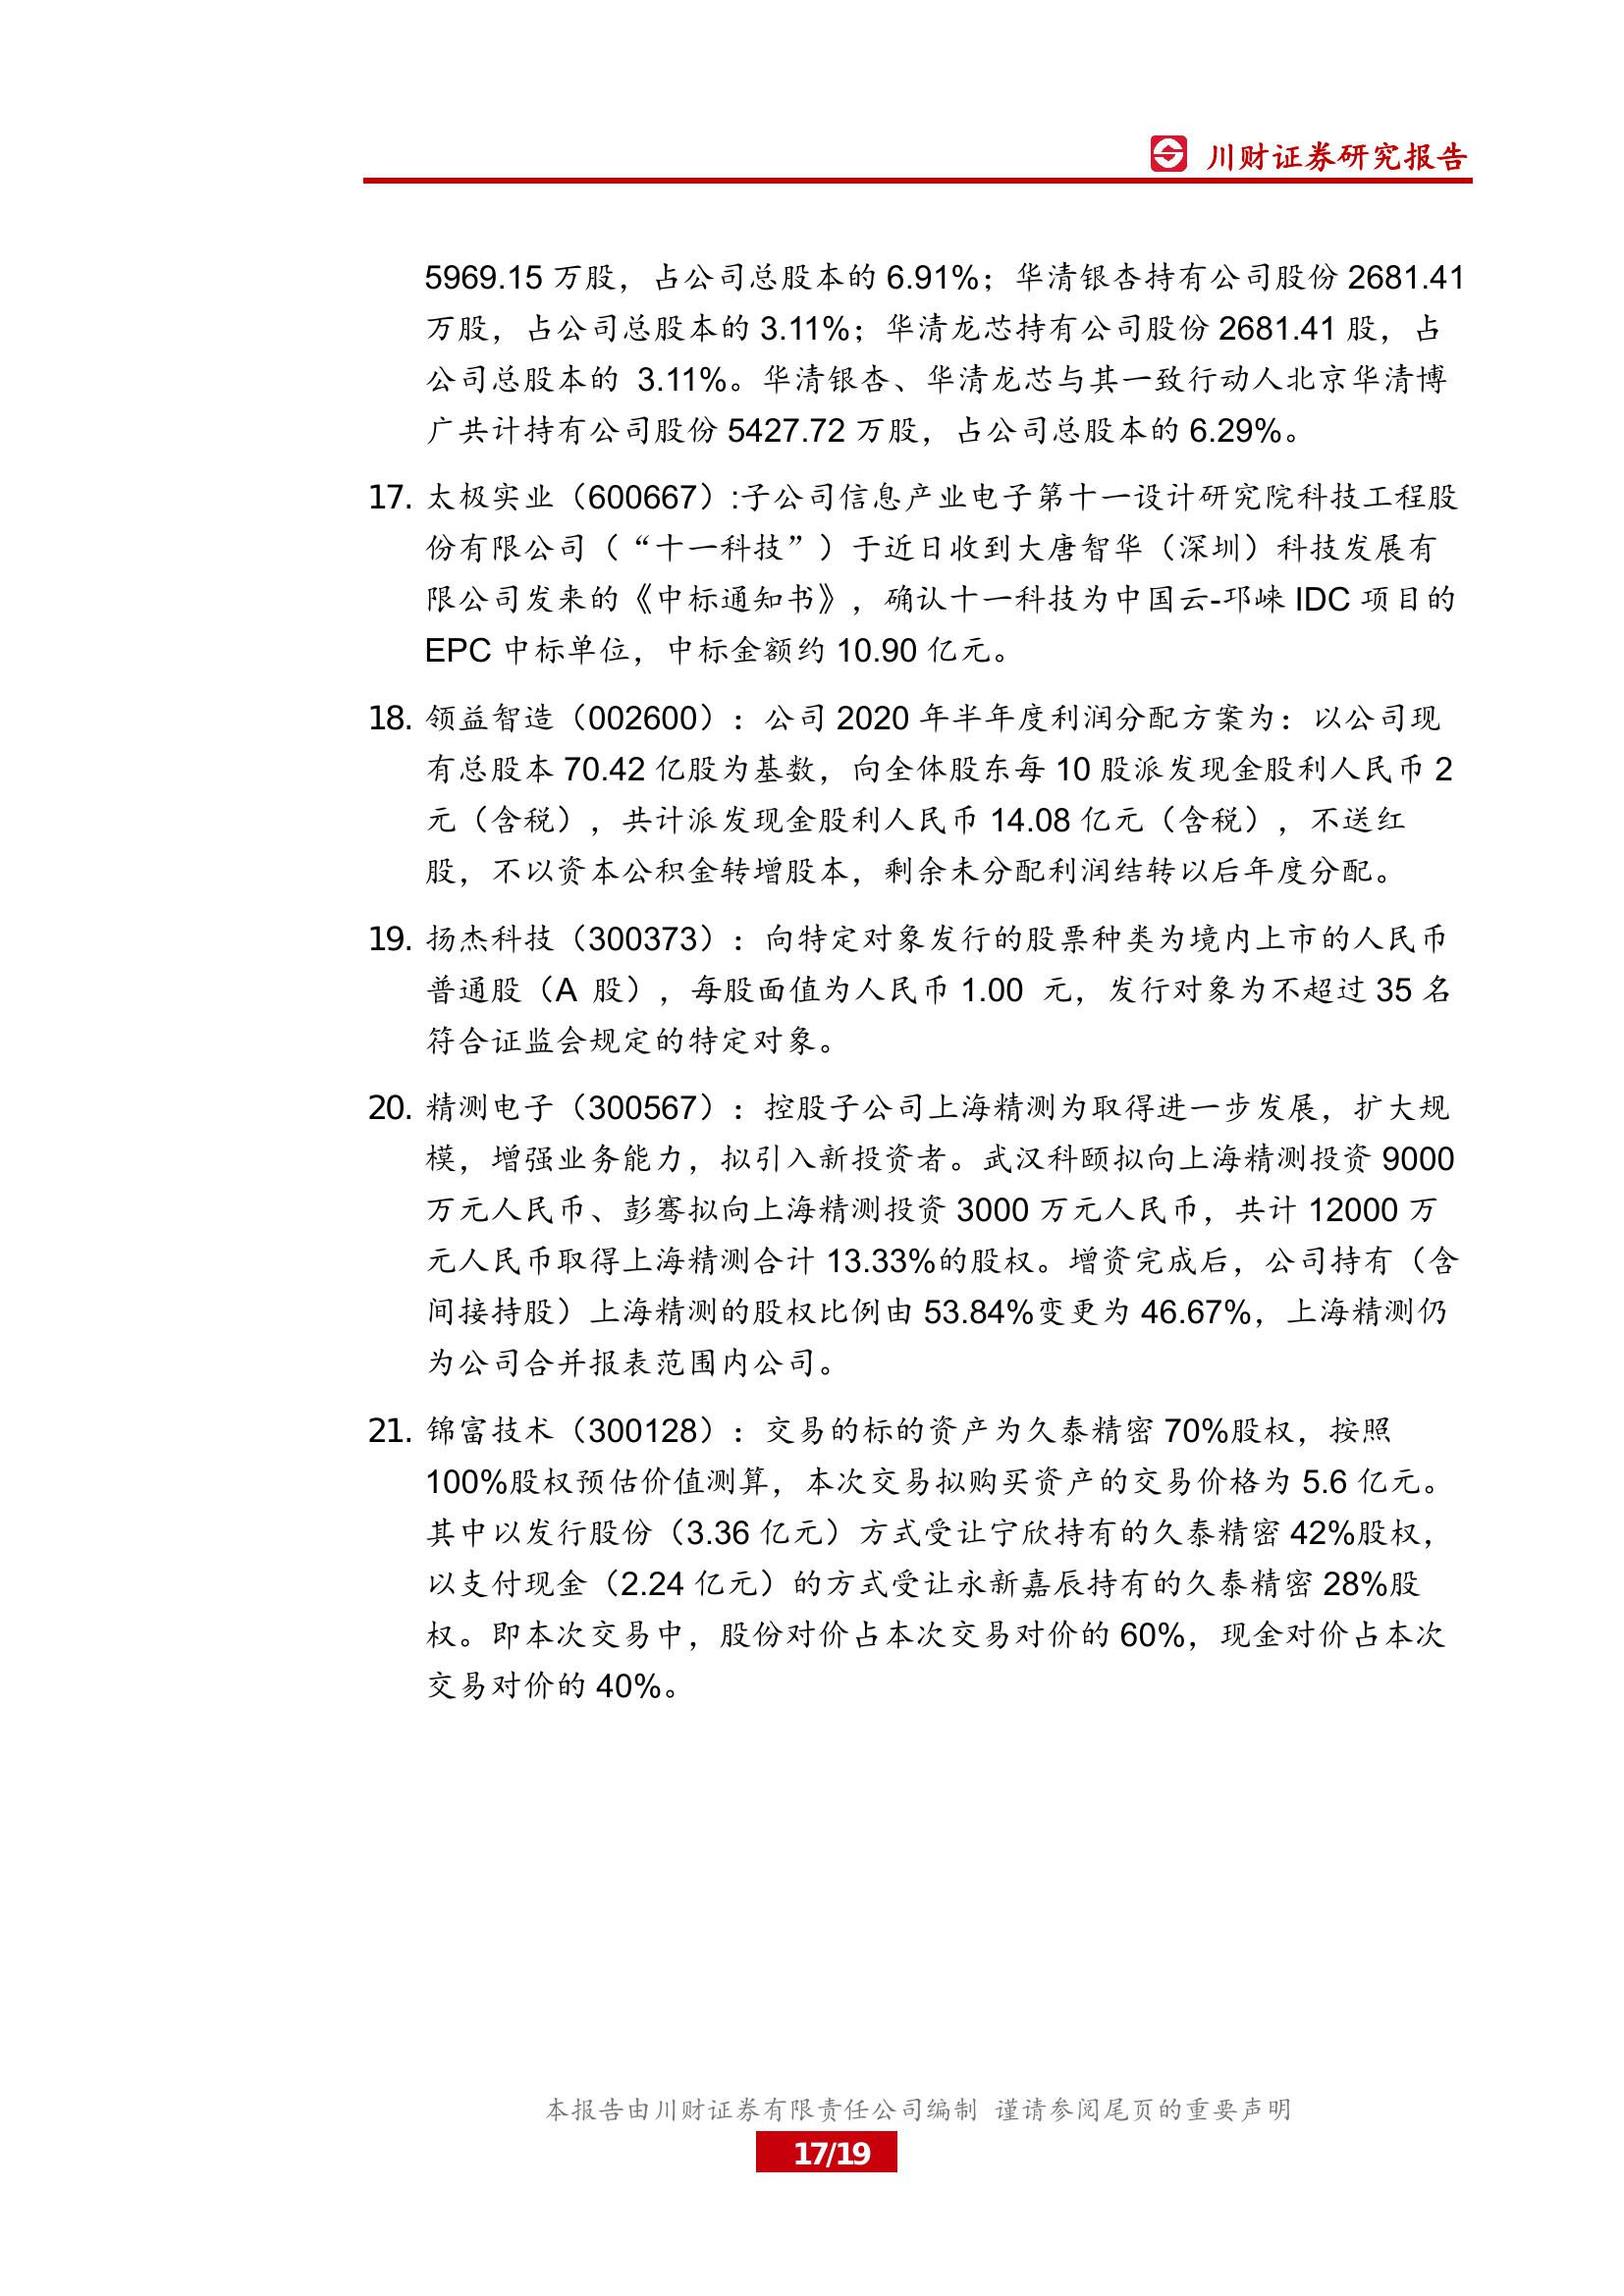 川财证券研究报告
5969.15 万股，占公司总股本的 6.91%；华清银杏持有公司股份 2681.41
万股，占公司总股本的 3.11%；华清龙芯持有公司股份 2681.41 股，占
公司总股本的 3.11%。华清银杏、华清龙芯与其一致行动人北京华清博
广共计持有公司股份 5427.72 万股，占公司总股本的 6.29%。
17. 太极实业（600667）:子公司信息产业电子第十一设计研究院科技工程股
份有限公司（“十一科技”）于近日收到大唐智华（深圳）科技发展有
限公司发来的《中标通知书》，确认十一科技为中国云-邛崃 IDC 项目的
EPC 中标单位，中标金额约 10.90 亿元。
18. 领益智造（002600）：公司 2020 年半年度利润分配方案为：以公司现
有总股本 70.42 亿股为基数，向全体股东每 10 股派发现金股利人民币 2
元（含税），共计派发现金股利人民币 14.08 亿元（含税），不送红
股，不以资本公积金转增股本，剩余未分配利润结转以后年度分配。
19. 扬杰科技（300373）：向特定对象发行的股票种类为境内上市的人民币
普通股（A 股），每股面值为人民币 1.00 元，发行对象为不超过 35 名
符合证监会规定的特定对象。
20. 精测电子（300567）：控股子公司上海精测为取得进一步发展，扩大规
模，增强业务能力，拟引入新投资者。武汉科颐拟向上海精测投资 9000
万元人民币、彭骞拟向上海精测投资 3000 万元人民币，共计 12000 万
元人民币取得上海精测合计 13.33%的股权。增资完成后，公司持有（含
间接持股）上海精测的股权比例由 53.84%变更为 46.67%，上海精测仍
为公司合并报表范围内公司。
21. 锦富技术（300128）：交易的标的资产为久泰精密 70%股权，按照
100%股权预估价值测算，本次交易拟购买资产的交易价格为 5.6 亿元。
其中以发行股份（3.36 亿元）方式受让宁欣持有的久泰精密 42%股权，
以支付现金（2.24 亿元）的方式受让永新嘉辰持有的久泰精密 28%股
权。即本次交易中，股份对价占本次交易对价的 60%，现金对价占本次
交易对价的 40%。
本报告由川财证券有限责任公司编制 谨请参阅尾页的重要声明
17/19